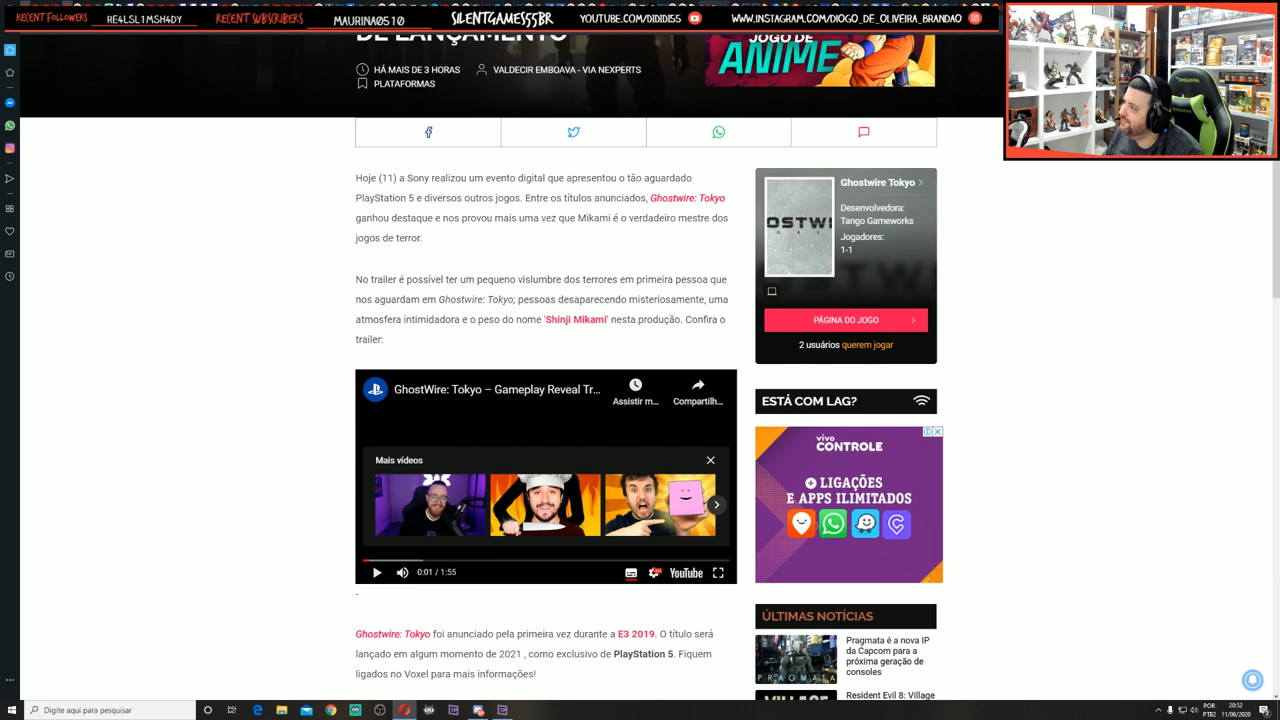 RECENT FOLLOWERS RE4LSL1MSH4DY RECENT SUBSCRIBERS MAURINA0510 SILENTGAMES55BR YOUTUBE.COM/DIDIDI55 WWW.INSTAGRAM.COM/DIOGO_DE_OLIVEIRA_BRANDAO
DE LANÇAMENTO
HÁ MAIS DE 3 HORAS VALDECIR EMBOAVA - VIA NEXPERTS
PLATAFORMAS
JOGO DE
ANIME
Hoje (11) a Sony realizou um evento digital que apresentou o tão aguardado
PlayStation 5 e diversos outros jogos. Entre os títulos anunciados, Ghostwire: Tokyo
ganhou destaque e nos provou mais uma vez que Mikami é o verdadeiro mestre dos
jogos de terror.
No trailer é possível ter um pequeno vislumbre dos terrores em primeira pessoa que
nos aguardam em Ghostwire: Tokyo; pessoas desaparecendo misteriosamente, uma
atmosfera intimidadora e o peso do nome 'Shinji Mikami' nesta produção. Confira o
trailer:
GhostWire: Tokyo – Gameplay Reveal Tr...
Assistir m... Compartilh...
Mais vídeos
0:01 / 1:55
YouTube
-
Ghostwire: Tokyo foi anunciado pela primeira vez durante a E3 2019. O título será
lançado em algum momento de 2021 , como exclusivo de PlayStation 5. Fiquem
ligados no Voxel para mais informações!
Ghostwire Tokyo
Desenvolvedora:
Tango Gameworks
Jogadores:
1-1
OSTWI
PÁGINA DO JOGO
2 usuários querem jogar
ESTÁ COM LAG?
vivo
CONTROLE
LIGAÇÕES
E APPS ILIMITADOS
ÚLTIMAS NOTÍCIAS
Pragmata é a nova IP
da Capcom para a
próxima geração de
consoles
PRAGMATA
Resident Evil 8: Village
Digite aqui para pesquisar
POR
PTB2
20:52
11/06/2020